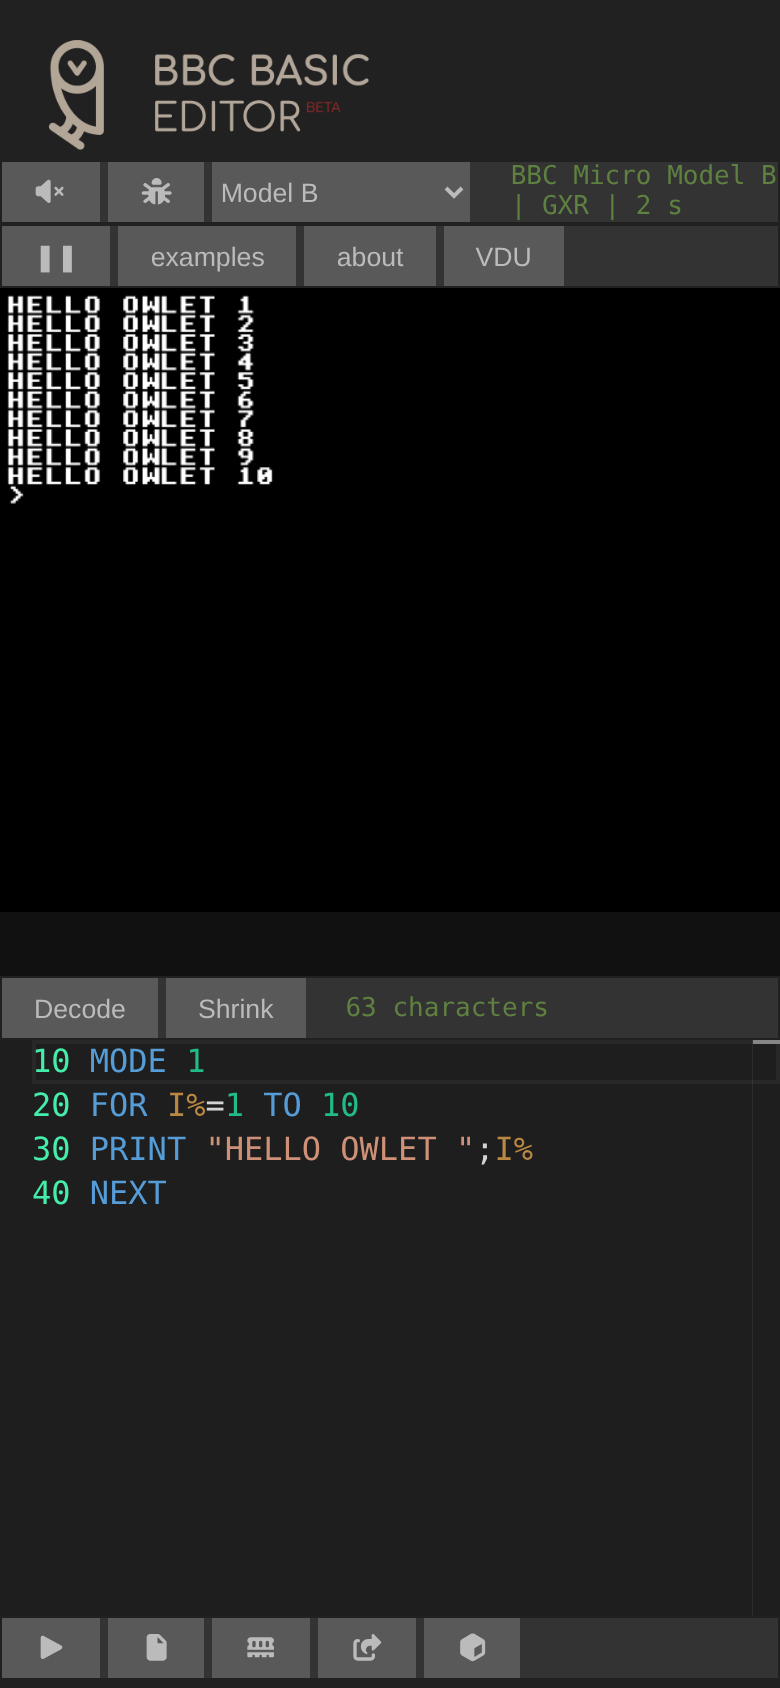 BBC BASIC
EDITOR BETA
Model B
BBC Micro Model B
| GXR | 2 s
examples
about
VDU
HELLO OWLET 1
HELLO OWLET 2
HELLO OWLET 3
HELLO OWLET 4
HELLO OWLET 5
HELLO OWLET 6
HELLO OWLET 7
HELLO OWLET 8
HELLO OWLET 9
HELLO OWLET 10
>
Decode
Shrink
63 characters
10 MODE 1
20 FOR I%=1 TO 10
30 PRINT "HELLO OWLET ";I%
40 NEXT